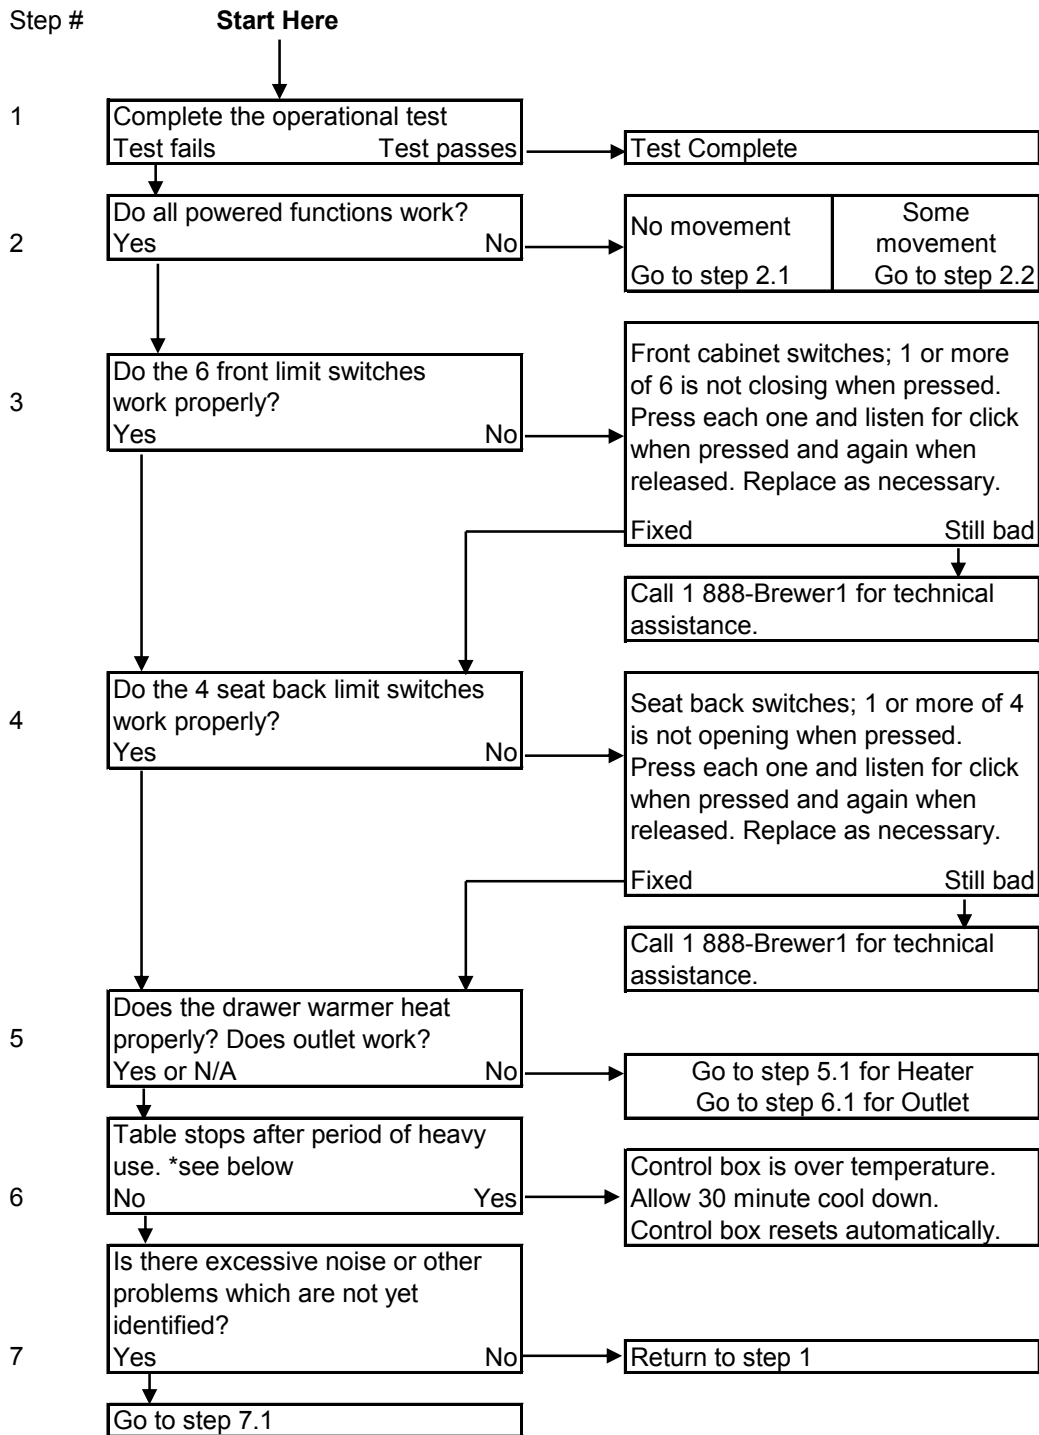 Step #
Start Here
1
Complete the operational test
Test fails Test passes
Test Complete
2
Do all powered functions work?
Yes No
No movement
Go to step 2.1
Some
movement
Go to step 2.2
3
Do the 6 front limit switches
work properly?
Yes No
Front cabinet switches; 1 or more
of 6 is not closing when pressed.
Press each one and listen for click
when pressed and again when
released. Replace as necessary.
Fixed Still bad
Call 1 888-Brewer1 for technical
assistance.
4
Do the 4 seat back limit switches
work properly?
Yes No
Seat back switches; 1 or more of 4
is not opening when pressed.
Press each one and listen for click
when pressed and again when
released. Replace as necessary.
Fixed Still bad
Call 1 888-Brewer1 for technical
assistance.
5
Does the drawer warmer heat
properly? Does outlet work?
Yes or N/A No
Go to step 5.1 for Heater
Go to step 6.1 for Outlet
6
Table stops after period of heavy
use. *see below
No Yes
Control box is over temperature.
Allow 30 minute cool down.
Control box resets automatically.
7
Is there excessive noise or other
problems which are not yet
identified?
Yes No
Return to step 1
Go to step 7.1